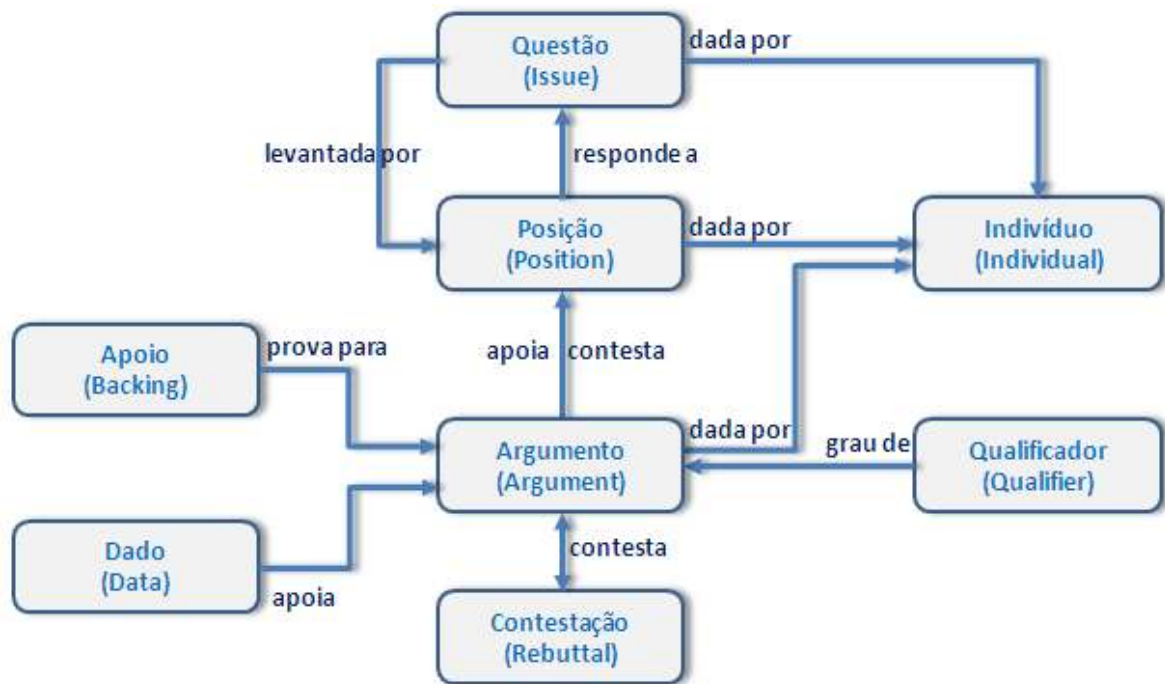 Questão
(Issue)
dada por
levantada por
responde a
Posição
(Position)
dada por
Indivíduo
(Individual)
Apoio
(Backing)
prova para
apoia
contesta
Argumento
(Argument)
dada por
grau de
Qualificador
(Qualifier)
Dado
(Data)
apoia
contesta
Contestação
(Rebuttal)